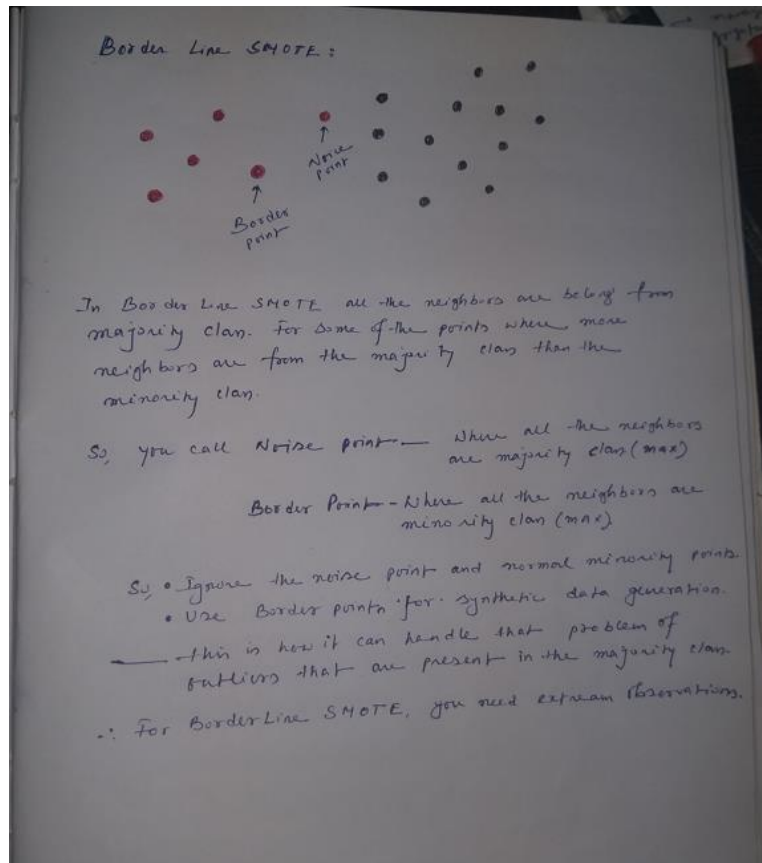 Border Line SMOTE :
Noise
point
Border
point
In Border Line SMOTE all the neighbors are belong from
majority class. For some of the points where more
neighbors are from the majority class than the
minority class.
So, you call Noise point — Where all the neighbors
are majority class (max)
Border Point - Where all the neighbors are
minority class (max)
So, • Ignore the noise point and normal minority points.
• Use Border points for synthetic data generation.
— this is how it can handle that problem of
outliers that are present in the majority class.
∴ For BorderLine SMOTE, you need extream observations.